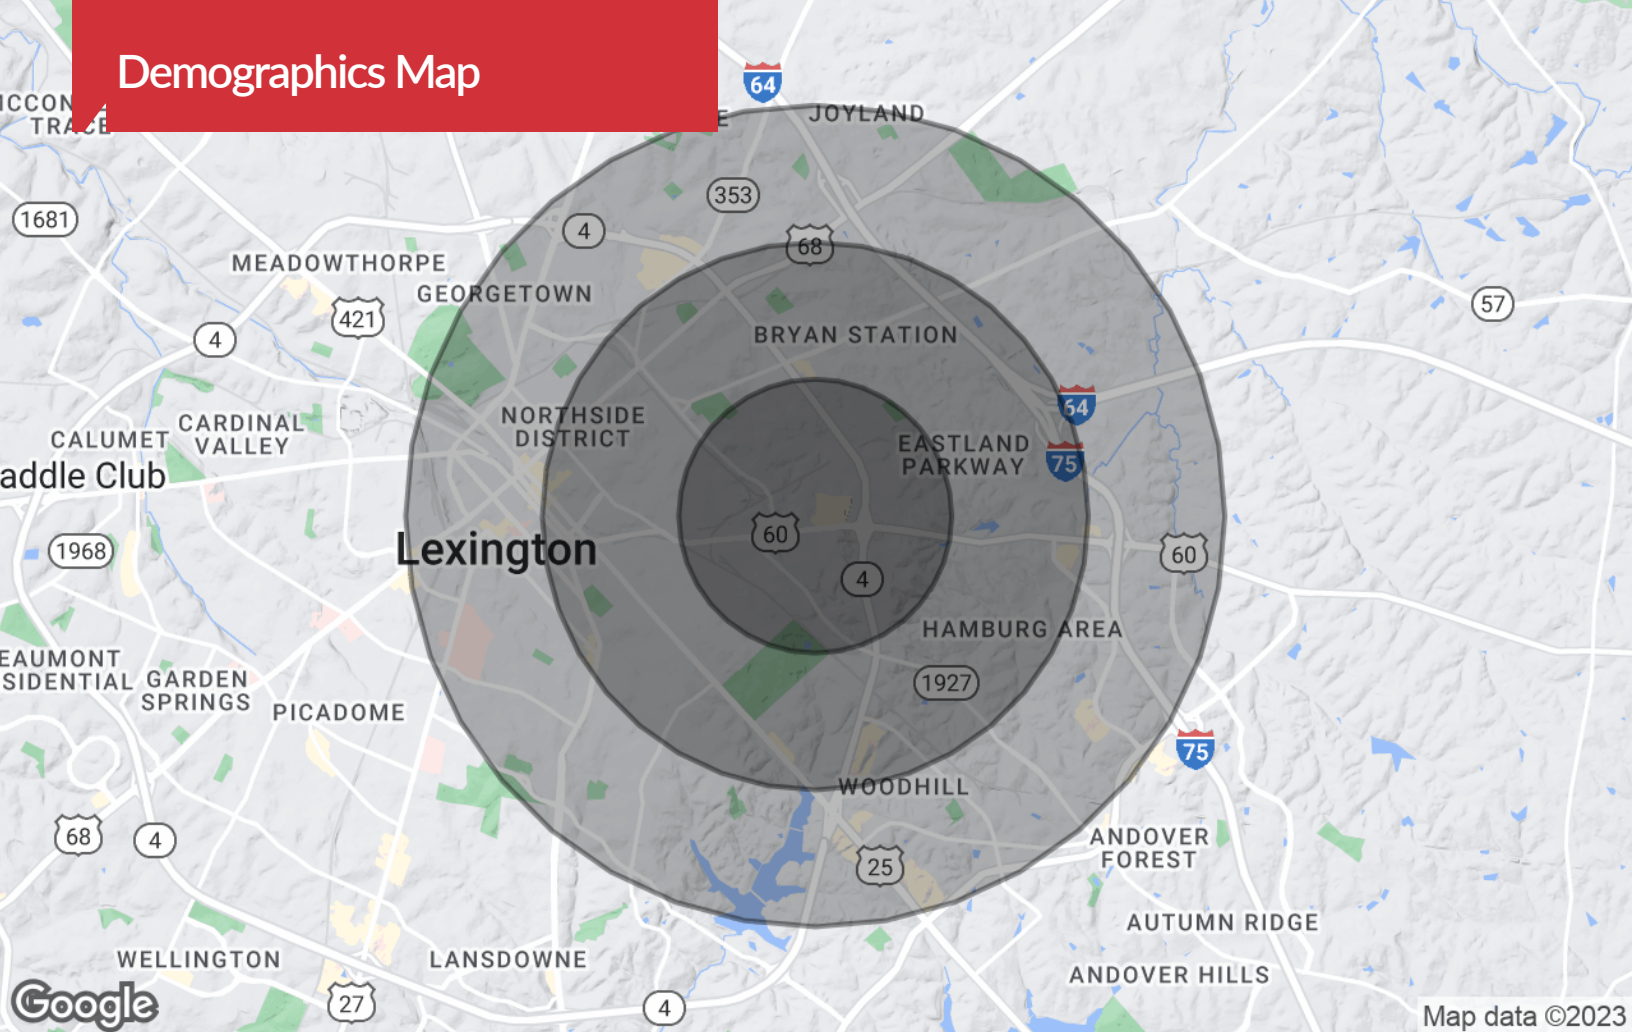 Demographics Map
64
JOYLAND
TRACE
353
1681
4
68
MEADOWTHORPE
GEORGETOWN
57
421
BRYAN STATION
4
64
NORTHSIDE
DISTRICT
CARDINAL
VALLEY
CALUMET
EASTLAND
PARKWAY
75
addle Club
60
1968
Lexington
60
4
HAMBURG AREA
EAUMONT
SIDENTIAL
GARDEN
SPRINGS
1927
PICADOME
75
WOODHILL
68
4
ANDOVER
FOREST
25
AUTUMN RIDGE
WELLINGTON
LANSDOWNE
ANDOVER HILLS
Google
27
4
Map data ©2023